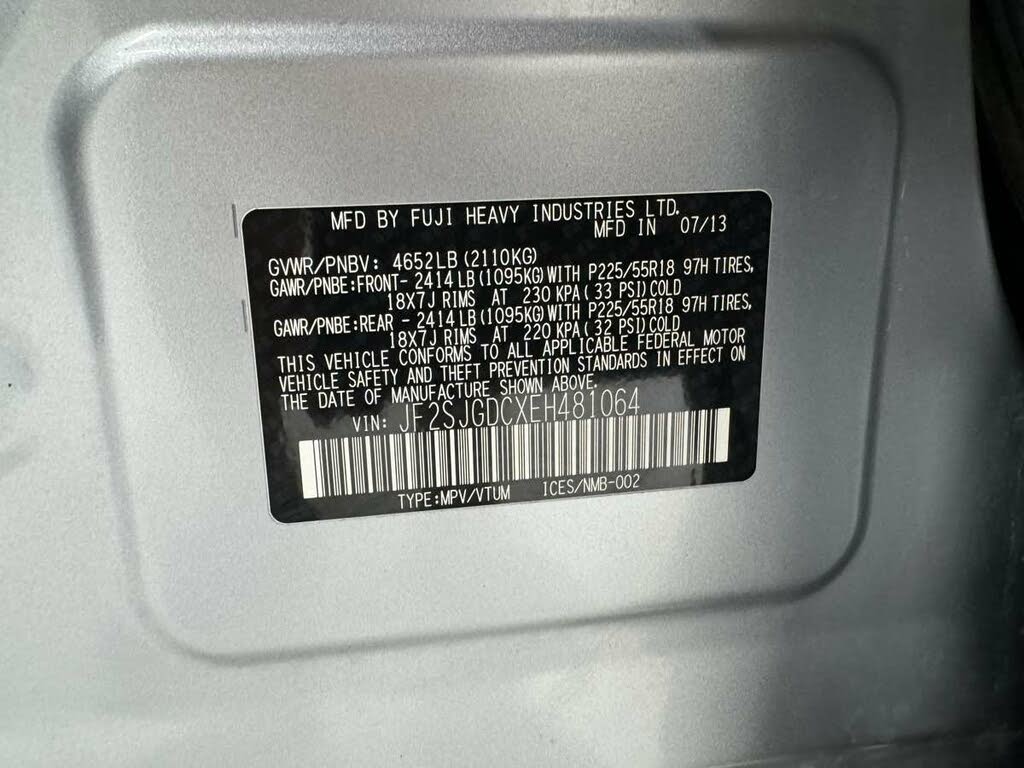 MFD BY FUJI HEAVY INDUSTRIES LTD.
MFD IN 07/13
GVWR/PNBV: 4652LB(2110KG)
GAWR/PNBE:FRONT- 2414LB(1095KG)WITH P225/55R18 97H TIRES,
18X7J RIMS AT 230 KPA(33 PSI)COLD
GAWR/PNBE:REAR - 2414LB(1095KG)WITH P225/55R18 97H TIRES,
18X7J RIMS AT 220 KPA(32 PSI)COLD
THIS VEHICLE CONFORMS TO ALL APPLICABLE FEDERAL MOTOR
VEHICLE SAFETY AND THEFT PREVENTION STANDARDS IN EFFECT ON
THE DATE OF MANUFACTURE SHOWN ABOVE.
VIN: JF2SJGDCXEH481064
TYPE:MPV/VTUM ICES/NMB-002